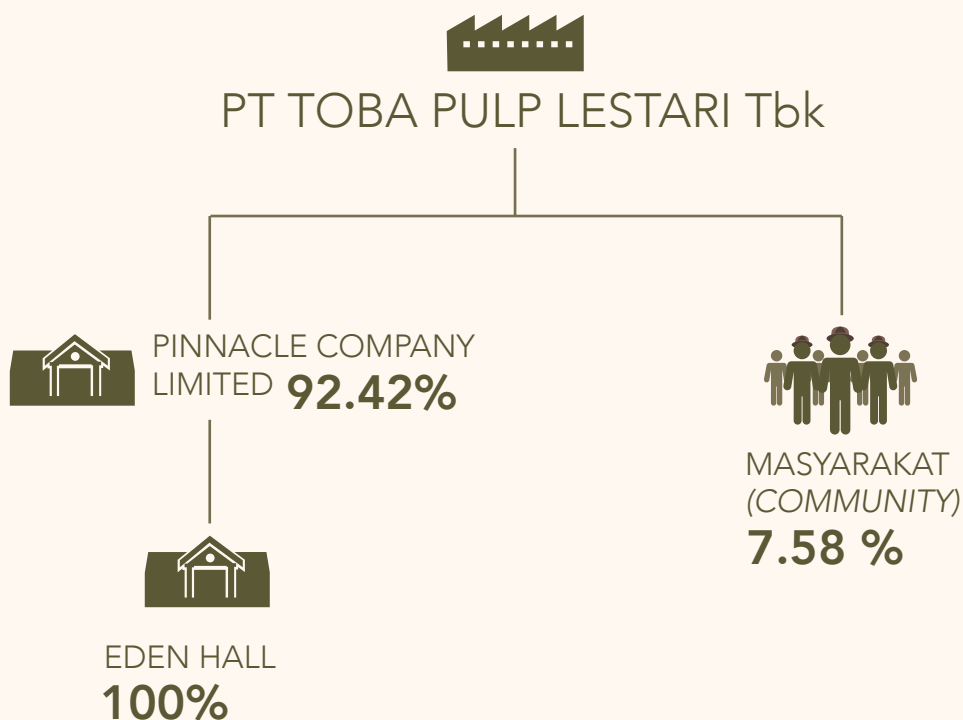 PT TOBA PULP LESTARI Tbk
PINNACLE COMPANY
LIMITED 92.42%
MASYARAKAT
(COMMUNITY)
7.58 %
EDEN HALL
100%